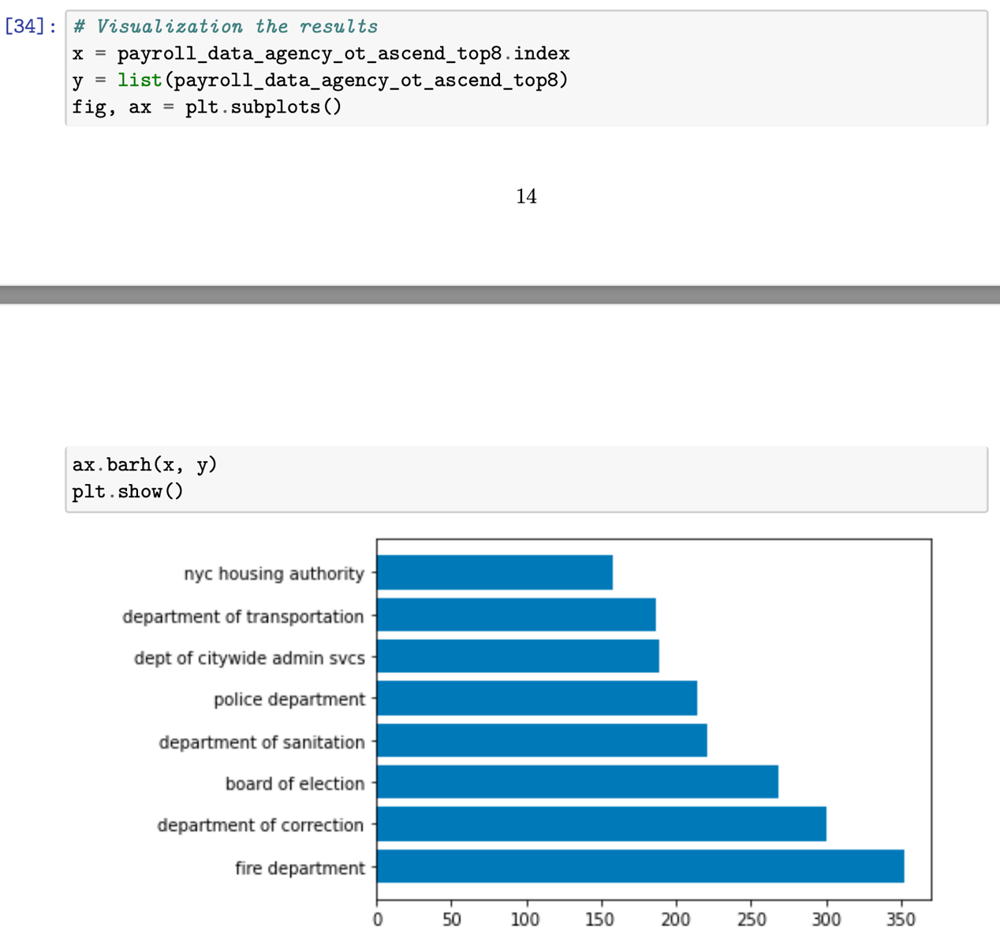 [34]: # Visualization the results
x = payroll_data_agency_ot_ascend_top8.index
y = list(payroll_data_agency_ot_ascend_top8)
fig, ax = plt.subplots()
14
ax.barh(x, y)
plt.show()
nyc housing authority
department of transportation
dept of citywide admin svcs
police department
department of sanitation
board of election
department of correction
fire department
0 50 100 150 200 250 300 350